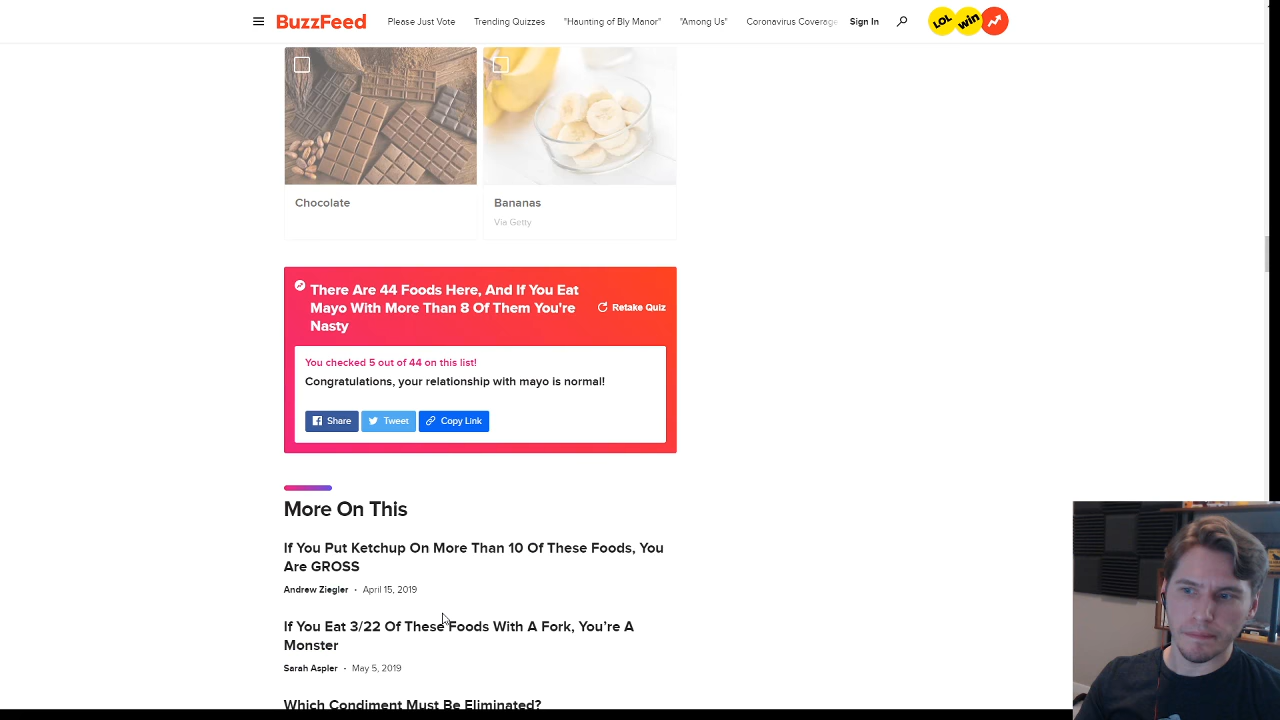 BuzzFeed
Please Just Vote
Trending Quizzes
"Haunting of Bly Manor"
"Among Us"
Coronavirus Coverage
Sign In
LOL
win
Chocolate
Bananas
Via Getty
There Are 44 Foods Here, And If You Eat
Mayo With More Than 8 Of Them You're
Nasty
Retake Quiz
You checked 5 out of 44 on this list!
Congratulations, your relationship with mayo is normal!
Share
Tweet
Copy Link
More On This
If You Put Ketchup On More Than 10 Of These Foods, You
Are GROSS
Andrew Ziegler • April 15, 2019
If You Eat 3/22 Of These Foods With A Fork, You’re A
Monster
Sarah Aspler • May 5, 2019
Which Condiment Must Be Eliminated?